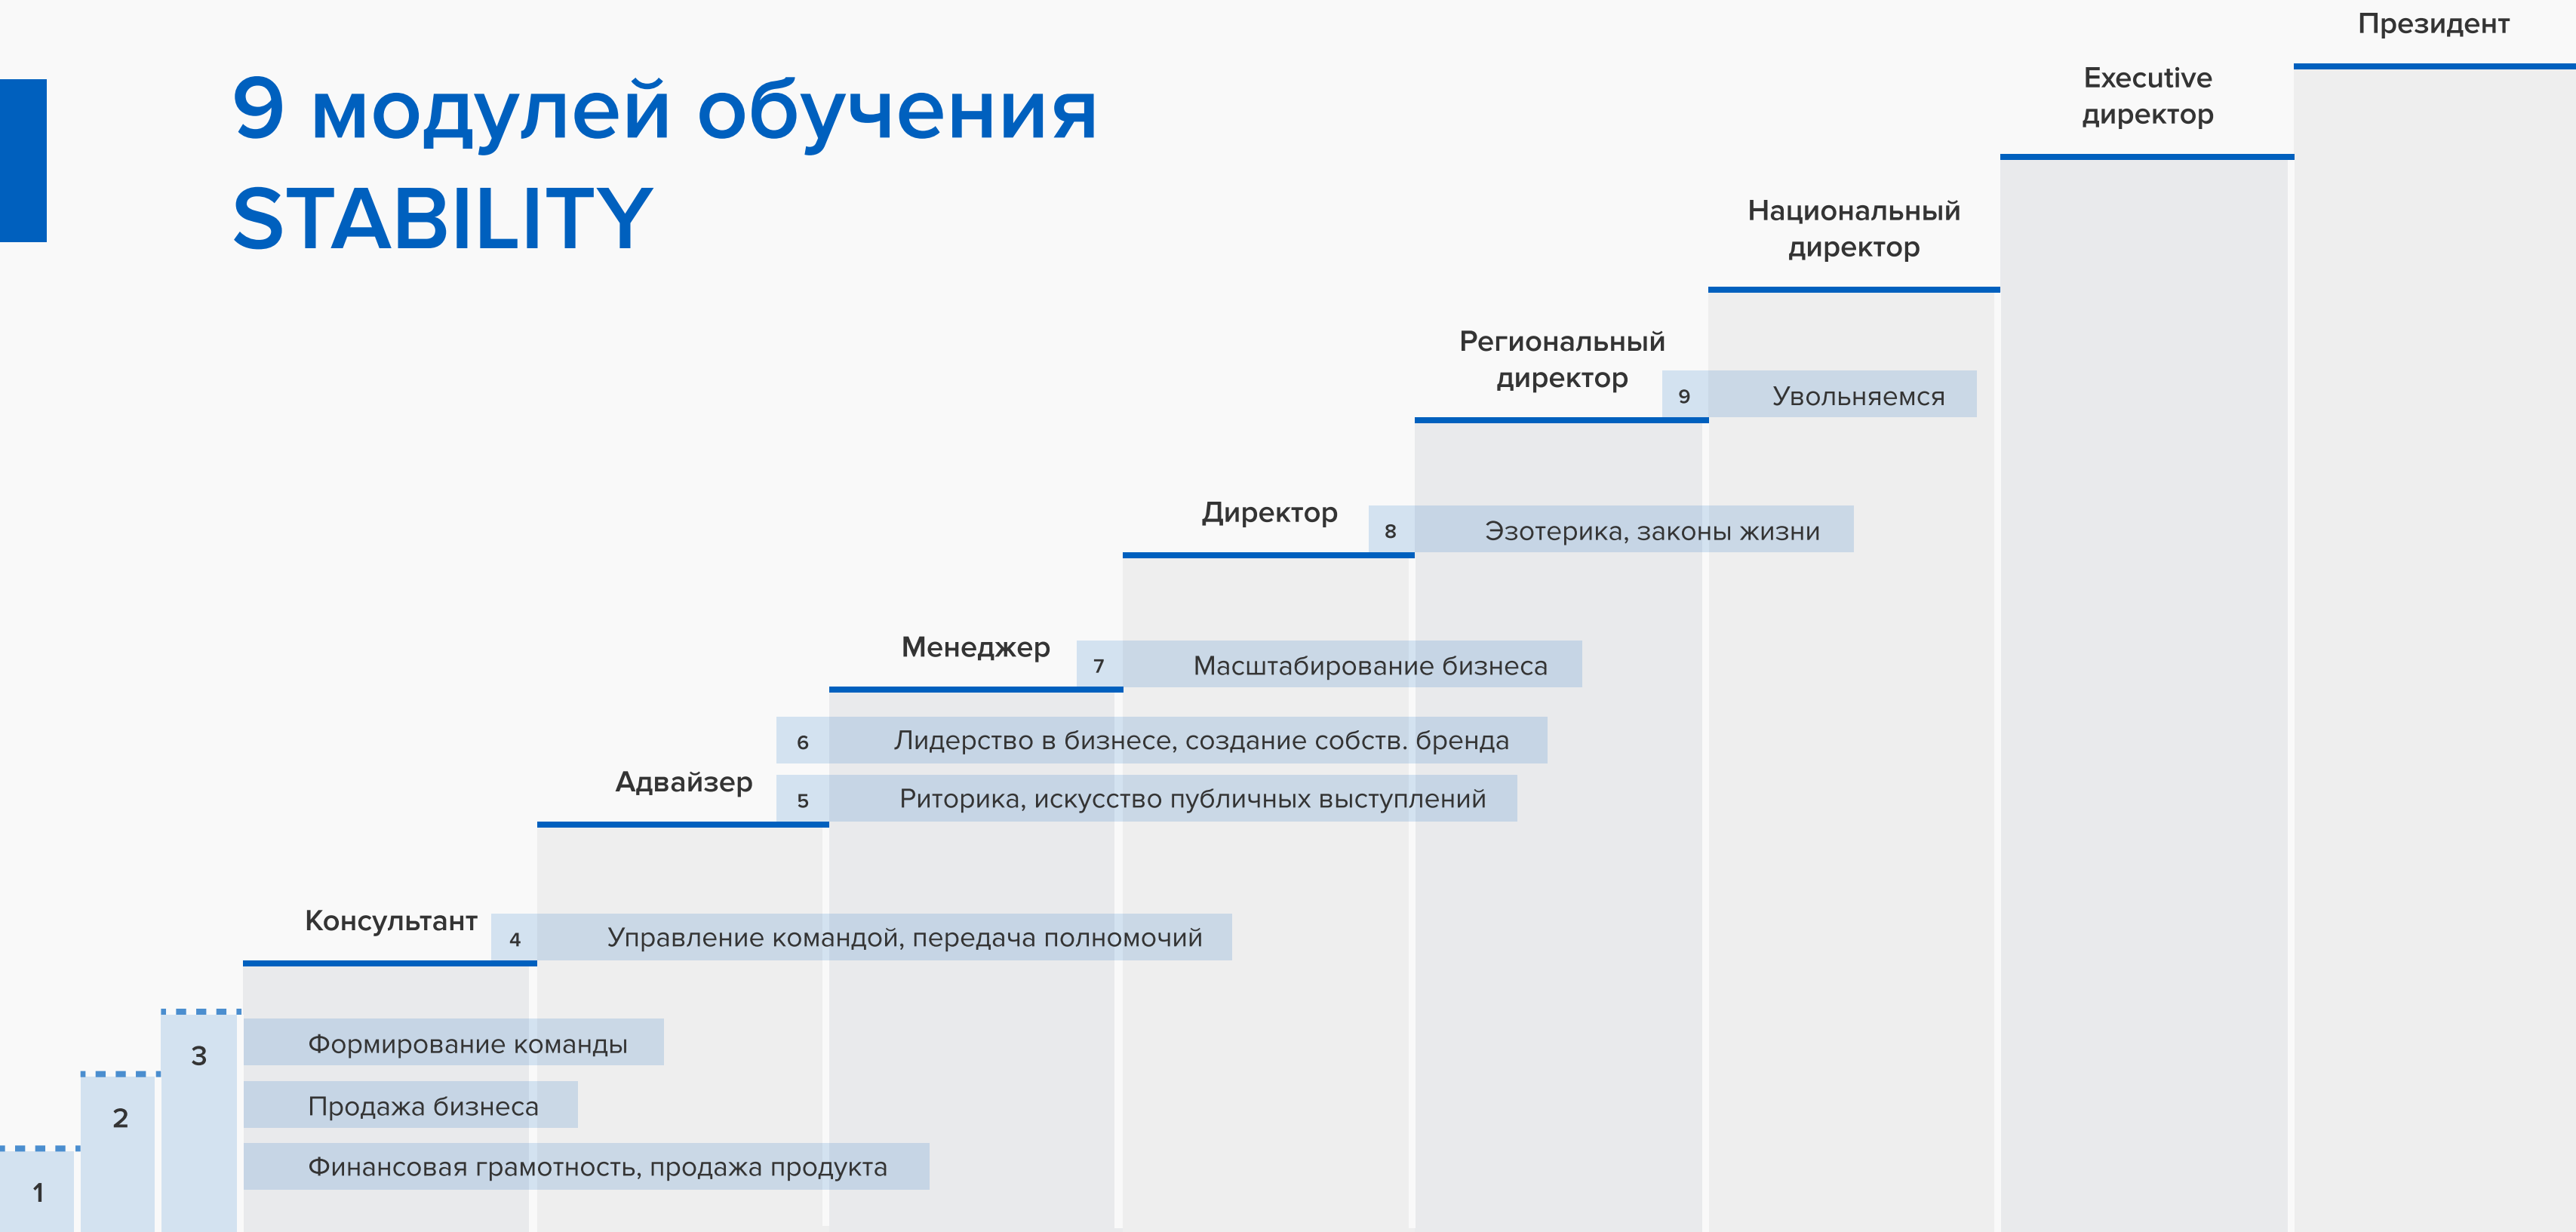 9 модулей обучения
STABILITY
Президент
Executive
директор
Национальный
директор
Региональный
директор
9 Увольняемся
Директор
8 Эзотерика, законы жизни
Менеджер
7 Масштабирование бизнеса
6 Лидерство в бизнесе, создание собств. бренда
Адвайзер
5 Риторика, искусство публичных выступлений
Консультант
4 Управление командой, передача полномочий
3 Формирование команды
2 Продажа бизнеса
1 Финансовая грамотность, продажа продукта